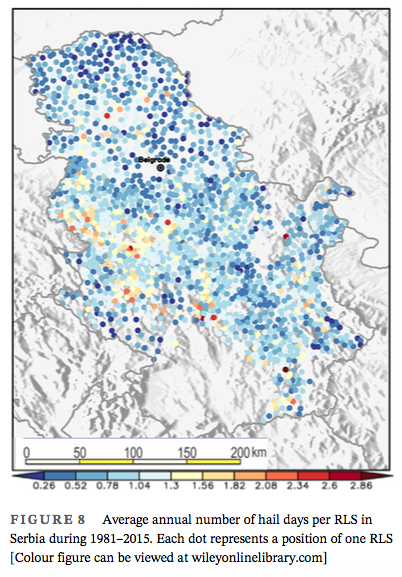 Belgrade
0 50 100 150 200 km
0.26 0.52 0.78 1.04 1.3 1.56 1.82 2.08 2.34 2.6 2.86
FIGURE 8 Average annual number of hail days per RLS in
Serbia during 1981–2015. Each dot represents a position of one RLS
[Colour figure can be viewed at wileyonlinelibrary.com]